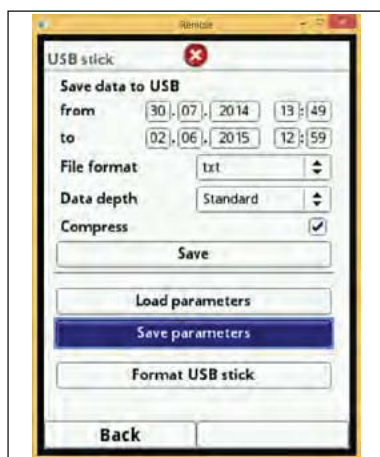 Remote
USB stick
Save data to USB
from 30.07.2014 13:49
to 02.06.2015 12:59
File format txt
Data depth Standard
Compress
Save
Load parameters
Save parameters
Format USB stick
Back